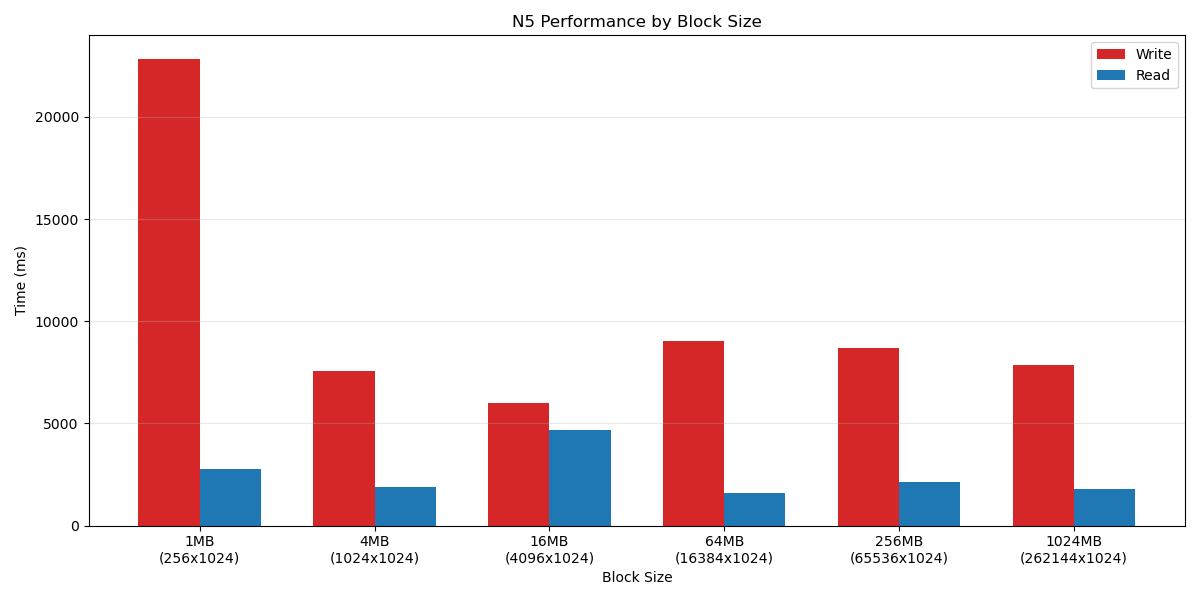 N5 Performance by Block Size
Write
Read
Time (ms)
20000
15000
10000
5000
0
1MB
(256x1024)
4MB
(1024x1024)
16MB
(4096x1024)
64MB
(16384x1024)
256MB
(65536x1024)
1024MB
(262144x1024)
Block Size